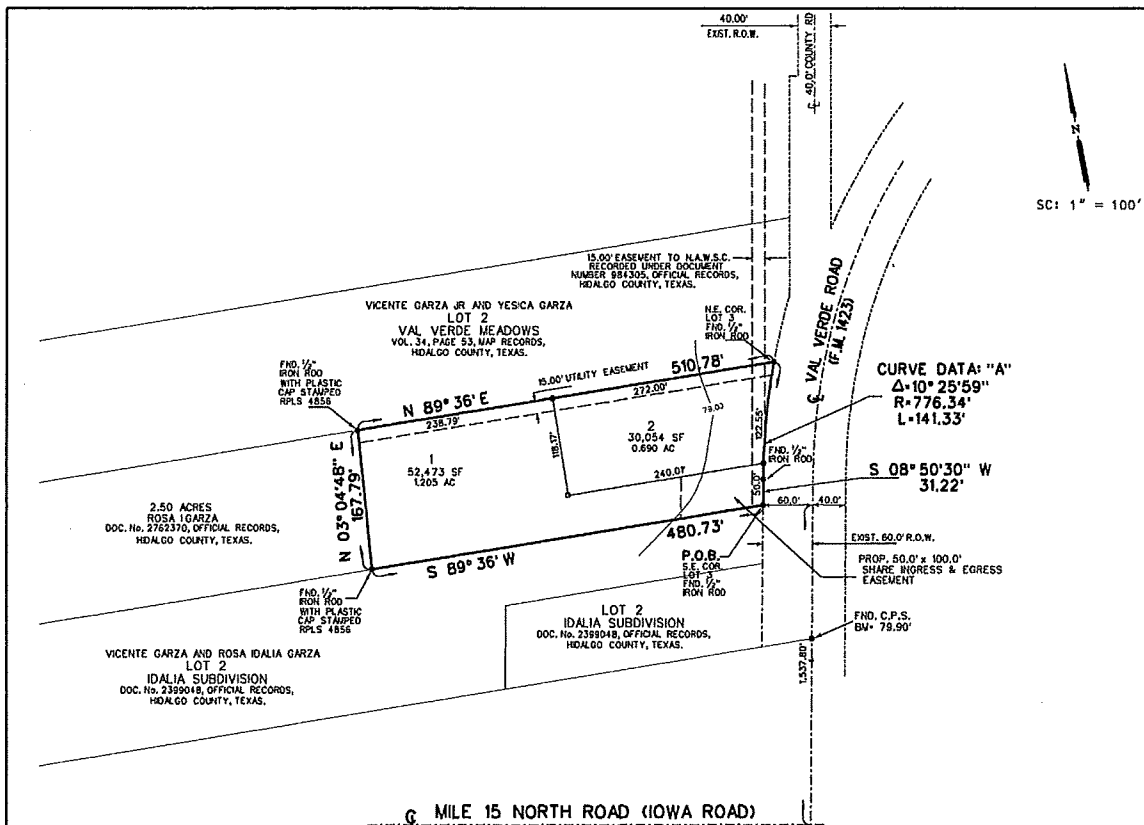 40.00'
EXIST. R.O.W.
℄ 40.0' COUNTY RD
N
SC: 1" = 100'
15.00' EASEMENT TO N.A.W.S.C.
RECORDED UNDER DOCUMENT
NUMBER 984305, OFFICIAL RECORDS,
HIDALGO COUNTY, TEXAS.
VICENTE GARZA JR AND YESICA GARZA
LOT 2
VAL VERDE MEADOWS
VOL. 34, PAGE 53, MAP RECORDS,
HIDALGO COUNTY, TEXAS.
N.E. COR.
LOT 3
FND. 1/2"
IRON ROD
℄ VAL VERDE ROAD
(F.M. 1423)
FND. 1/2"
IRON ROD
WITH PLASTIC
CAP STAMPED
RPLS 4856
15.00' UTILITY EASEMENT
510.78'
N 89° 36' E
238.79'
272.00'
CURVE DATA: "A"
Δ=10° 25'59"
R=776.34'
L=141.33'
79.00
122.55'
2
30,054 SF
0.690 AC
118.17'
1
52,473 SF
1.205 AC
240.01'
FND. 1/2"
IRON ROD
S 08° 50'30" W
31.22'
50.0'
60.0'
40.0'
N 03° 04'48" E
167.79'
2.50 ACRES
ROSA I GARZA
DOC. No. 2762370, OFFICIAL RECORDS,
HIDALGO COUNTY, TEXAS.
480.73'
S 89° 36' W
P.O.B.
S.E. COR.
LOT 3
FND. 1/2"
IRON ROD
EXIST. 60.0' R.O.W.
PROP. 50.0' x 100.0'
SHARE INGRESS & EGRESS
EASEMENT
FND. 1/2"
IRON ROD
WITH PLASTIC
CAP STAMPED
RPLS 4856
LOT 2
IDALIA SUBDIVISION
DOC. No. 2399048, OFFICIAL RECORDS,
HIDALGO COUNTY, TEXAS.
FND. C.P.S.
BM= 79.90'
VICENTE GARZA AND ROSA IDALIA GARZA
LOT 2
IDALIA SUBDIVISION
DOC. No. 2399048, OFFICIAL RECORDS,
HIDALGO COUNTY, TEXAS.
1,537.80'
℄ MILE 15 NORTH ROAD (IOWA ROAD)